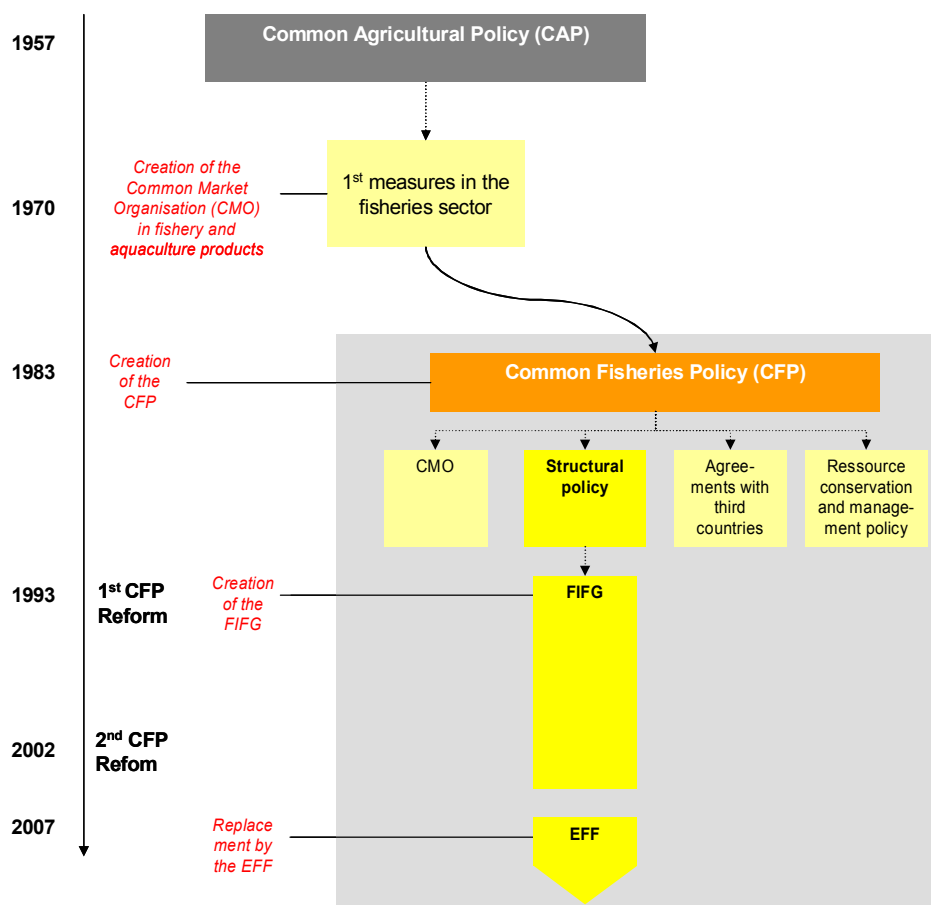 1957
Common Agricultural Policy (CAP)
Creation of the
Common Market
Organisation (CMO)
in fishery and
aquaculture products
1970
1st measures in the
fisheries sector
1983
Creation
of the
CFP
Common Fisheries Policy (CFP)
CMO
Structural
policy
Agree-
ments with
third
countries
Ressource
conservation
and manage-
ment policy
1993
1st CFP
Reform
Creation
of the
FIFG
FIFG
2002
2nd CFP
Refom
2007
Replace
ment by
the EFF
EFF